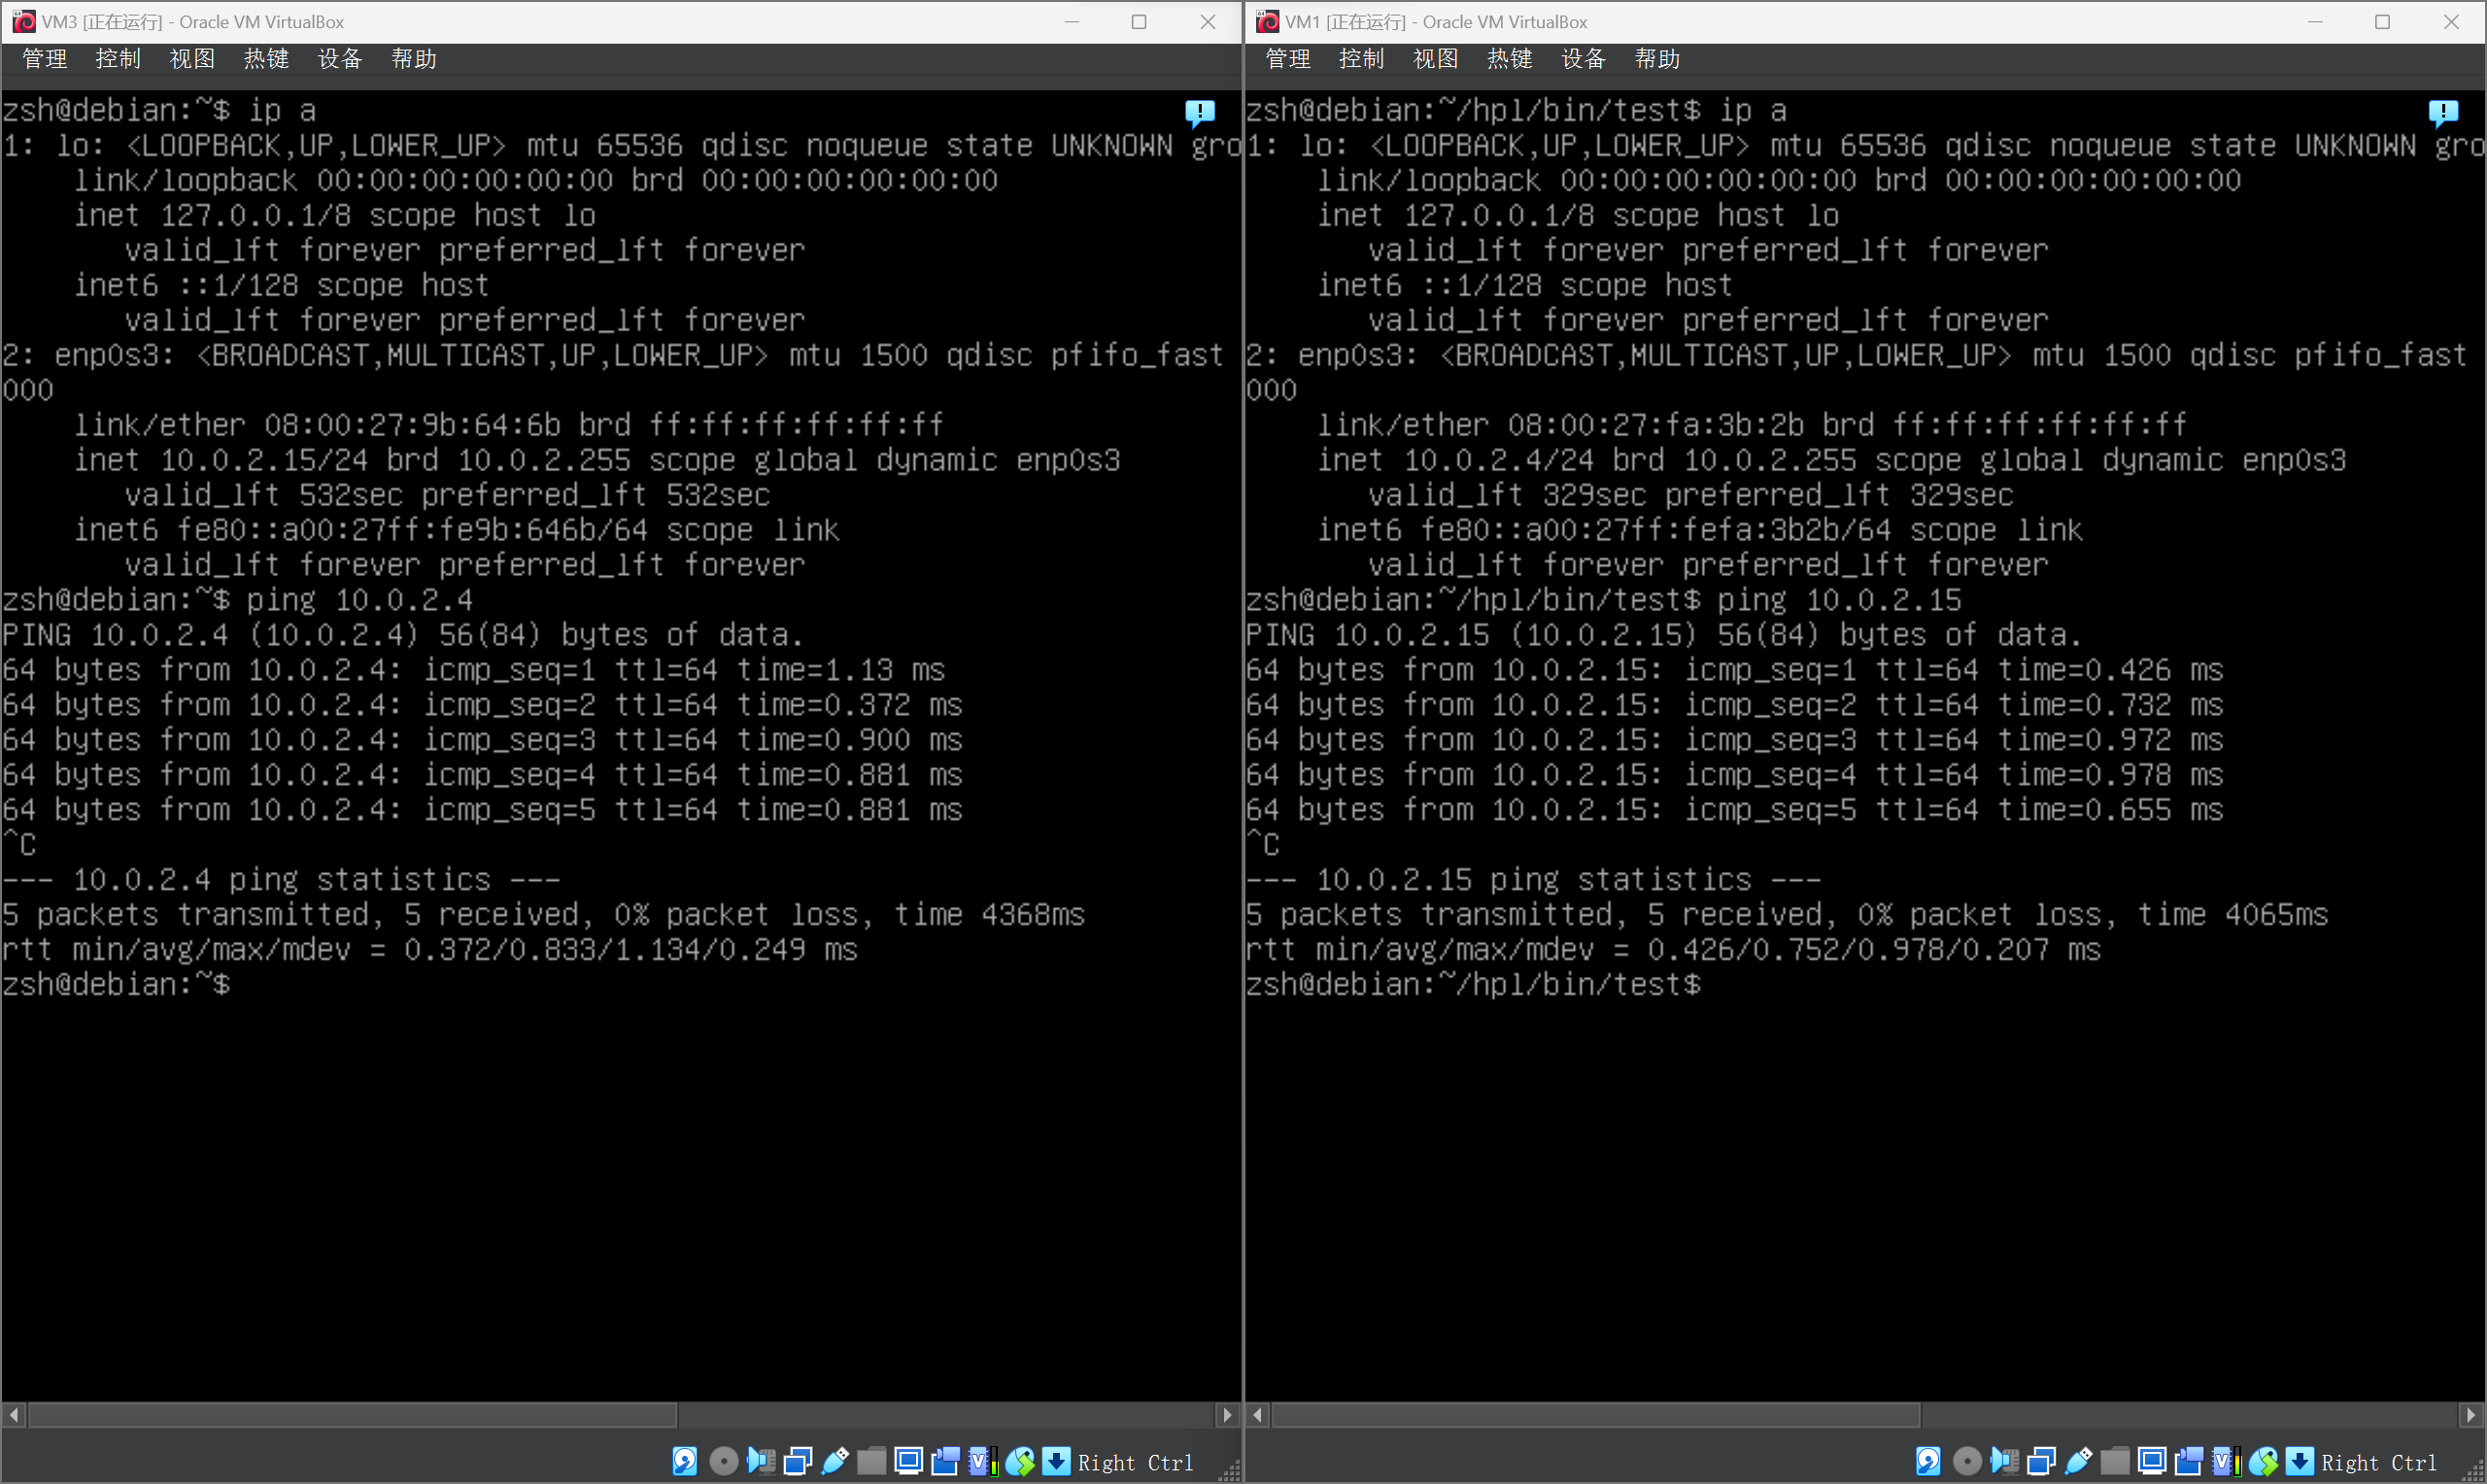 VM3 [正在运行] - Oracle VM VirtualBox
管理 控制 视图 热键 设备 帮助
zsh@debian:~$ ip a
1: lo: <LOOPBACK,UP,LOWER_UP> mtu 65536 qdisc noqueue state UNKNOWN gro
    link/loopback 00:00:00:00:00:00 brd 00:00:00:00:00:00
    inet 127.0.0.1/8 scope host lo
       valid_lft forever preferred_lft forever
    inet6 ::1/128 scope host
       valid_lft forever preferred_lft forever
2: enp0s3: <BROADCAST,MULTICAST,UP,LOWER_UP> mtu 1500 qdisc pfifo_fast
000
    link/ether 08:00:27:9b:64:6b brd ff:ff:ff:ff:ff:ff
    inet 10.0.2.15/24 brd 10.0.2.255 scope global dynamic enp0s3
       valid_lft 532sec preferred_lft 532sec
    inet6 fe80::a00:27ff:fe9b:646b/64 scope link
       valid_lft forever preferred_lft forever
zsh@debian:~$ ping 10.0.2.4
PING 10.0.2.4 (10.0.2.4) 56(84) bytes of data.
64 bytes from 10.0.2.4: icmp_seq=1 ttl=64 time=1.13 ms
64 bytes from 10.0.2.4: icmp_seq=2 ttl=64 time=0.372 ms
64 bytes from 10.0.2.4: icmp_seq=3 ttl=64 time=0.900 ms
64 bytes from 10.0.2.4: icmp_seq=4 ttl=64 time=0.881 ms
64 bytes from 10.0.2.4: icmp_seq=5 ttl=64 time=0.881 ms
^C
--- 10.0.2.4 ping statistics ---
5 packets transmitted, 5 received, 0% packet loss, time 4368ms
rtt min/avg/max/mdev = 0.372/0.833/1.134/0.249 ms
zsh@debian:~$
Right Ctrl
VM1 [正在运行] - Oracle VM VirtualBox
管理 控制 视图 热键 设备 帮助
zsh@debian:~/hpl/bin/test$ ip a
1: lo: <LOOPBACK,UP,LOWER_UP> mtu 65536 qdisc noqueue state UNKNOWN gro
    link/loopback 00:00:00:00:00:00 brd 00:00:00:00:00:00
    inet 127.0.0.1/8 scope host lo
       valid_lft forever preferred_lft forever
    inet6 ::1/128 scope host
       valid_lft forever preferred_lft forever
2: enp0s3: <BROADCAST,MULTICAST,UP,LOWER_UP> mtu 1500 qdisc pfifo_fast
000
    link/ether 08:00:27:fa:3b:2b brd ff:ff:ff:ff:ff:ff
    inet 10.0.2.4/24 brd 10.0.2.255 scope global dynamic enp0s3
       valid_lft 329sec preferred_lft 329sec
    inet6 fe80::a00:27ff:fefa:3b2b/64 scope link
       valid_lft forever preferred_lft forever
zsh@debian:~/hpl/bin/test$ ping 10.0.2.15
PING 10.0.2.15 (10.0.2.15) 56(84) bytes of data.
64 bytes from 10.0.2.15: icmp_seq=1 ttl=64 time=0.426 ms
64 bytes from 10.0.2.15: icmp_seq=2 ttl=64 time=0.732 ms
64 bytes from 10.0.2.15: icmp_seq=3 ttl=64 time=0.972 ms
64 bytes from 10.0.2.15: icmp_seq=4 ttl=64 time=0.978 ms
64 bytes from 10.0.2.15: icmp_seq=5 ttl=64 time=0.655 ms
^C
--- 10.0.2.15 ping statistics ---
5 packets transmitted, 5 received, 0% packet loss, time 4065ms
rtt min/avg/max/mdev = 0.426/0.752/0.978/0.207 ms
zsh@debian:~/hpl/bin/test$
Right Ctrl